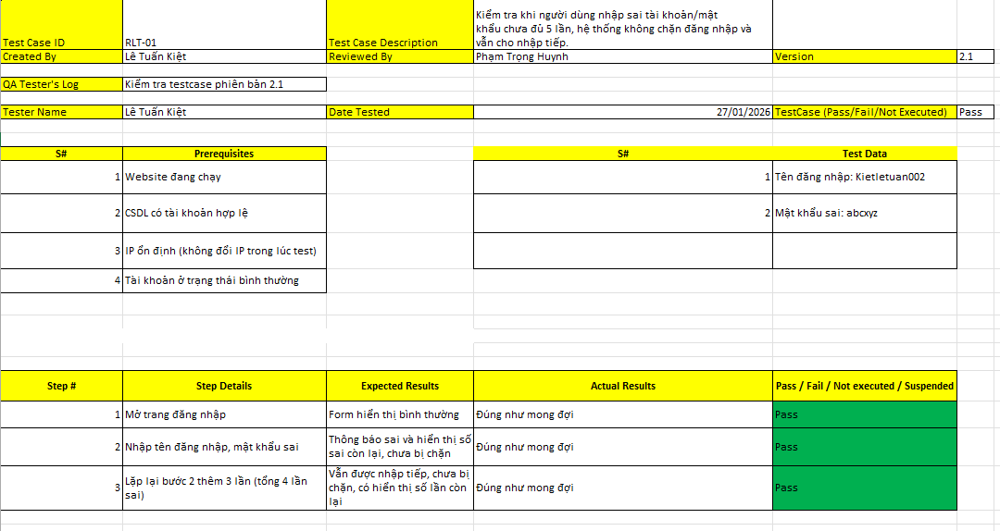 Kiểm tra khi người dùng nhập sai tài khoản/mật
khẩu chưa đủ 5 lần, hệ thống không chặn đăng nhập và
Test Case ID RLT-01 Test Case Description vẫn cho nhập tiếp.
Created By Lê Tuấn Kiệt Reviewed By Phạm Trọng Huynh Version 2.1
QA Tester's Log Kiểm tra testcase phiên bản 2.1
Tester Name Lê Tuấn Kiệt Date Tested 27/01/2026 TestCase (Pass/Fail/Not Executed) Pass
S# Prerequisites S# Test Data
1 Website đang chạy 1 Tên đăng nhập: Kietletuan002
2 CSDL có tài khoản hợp lệ 2 Mật khẩu sai: abcxyz
3 IP ổn định (không đổi IP trong lúc test)
4 Tài khoản ở trạng thái bình thường
Step # Step Details Expected Results Actual Results Pass / Fail / Not executed / Suspended
1 Mở trang đăng nhập Form hiển thị bình thường Đúng như mong đợi Pass
2 Nhập tên đăng nhập, mật khẩu sai Thông báo sai và hiển thị số
sai còn lại, chưa bị chặn Đúng như mong đợi Pass
3 Lặp lại bước 2 thêm 3 lần (tổng 4 lần
sai) Vẫn được nhập tiếp, chưa bị
chặn, có hiển thị số lần còn
lại Đúng như mong đợi Pass